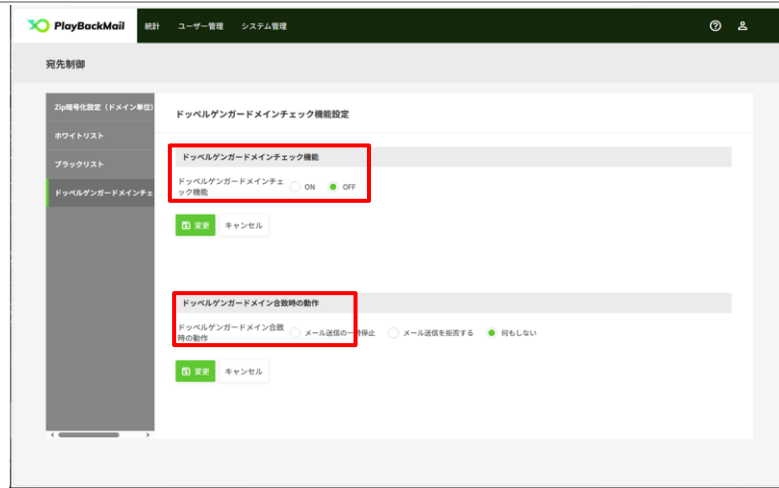 PlayBackMail 統計 ユーザー管理 システム管理
宛先制御
Zip暗号化設定（ドメイン単位）
ホワイトリスト
ブラックリスト
ドッペルゲンガードメインチェ
ドッペルゲンガードメインチェック機能設定
ドッペルゲンガードメインチェック機能
ドッペルゲンガードメインチェ
ック機能
ON OFF
変更 キャンセル
ドッペルゲンガードメイン合致時の動作
ドッペルゲンガードメイン合致
時の動作
メール送信の一時停止 メール送信を拒否する 何もしない
変更 キャンセル